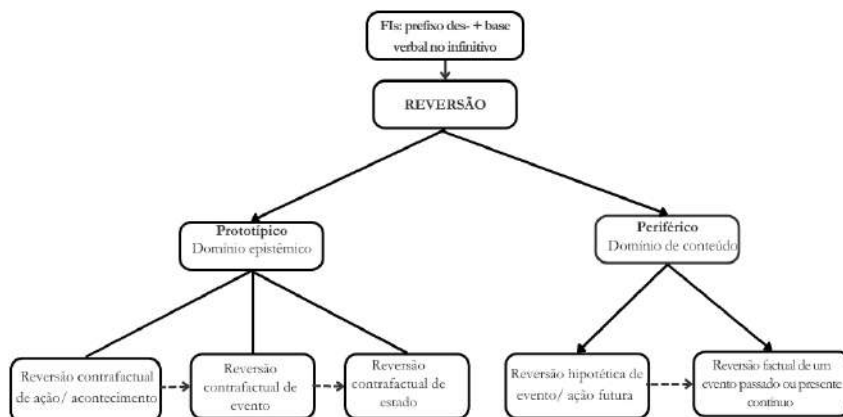 FIs: prefixo des- + base
verbal no infinitivo
REVERSÃO
Prototípico
Domínio epistêmico
Periférico
Domínio de conteúdo
Reversão contrafactual
de ação/ acontecimento
Reversão
contrafactual de
evento
Reversão
contrafactual de
estado
Reversão hipotética de
evento/ ação futura
Reversão factual de um
evento passado ou presente
contínuo